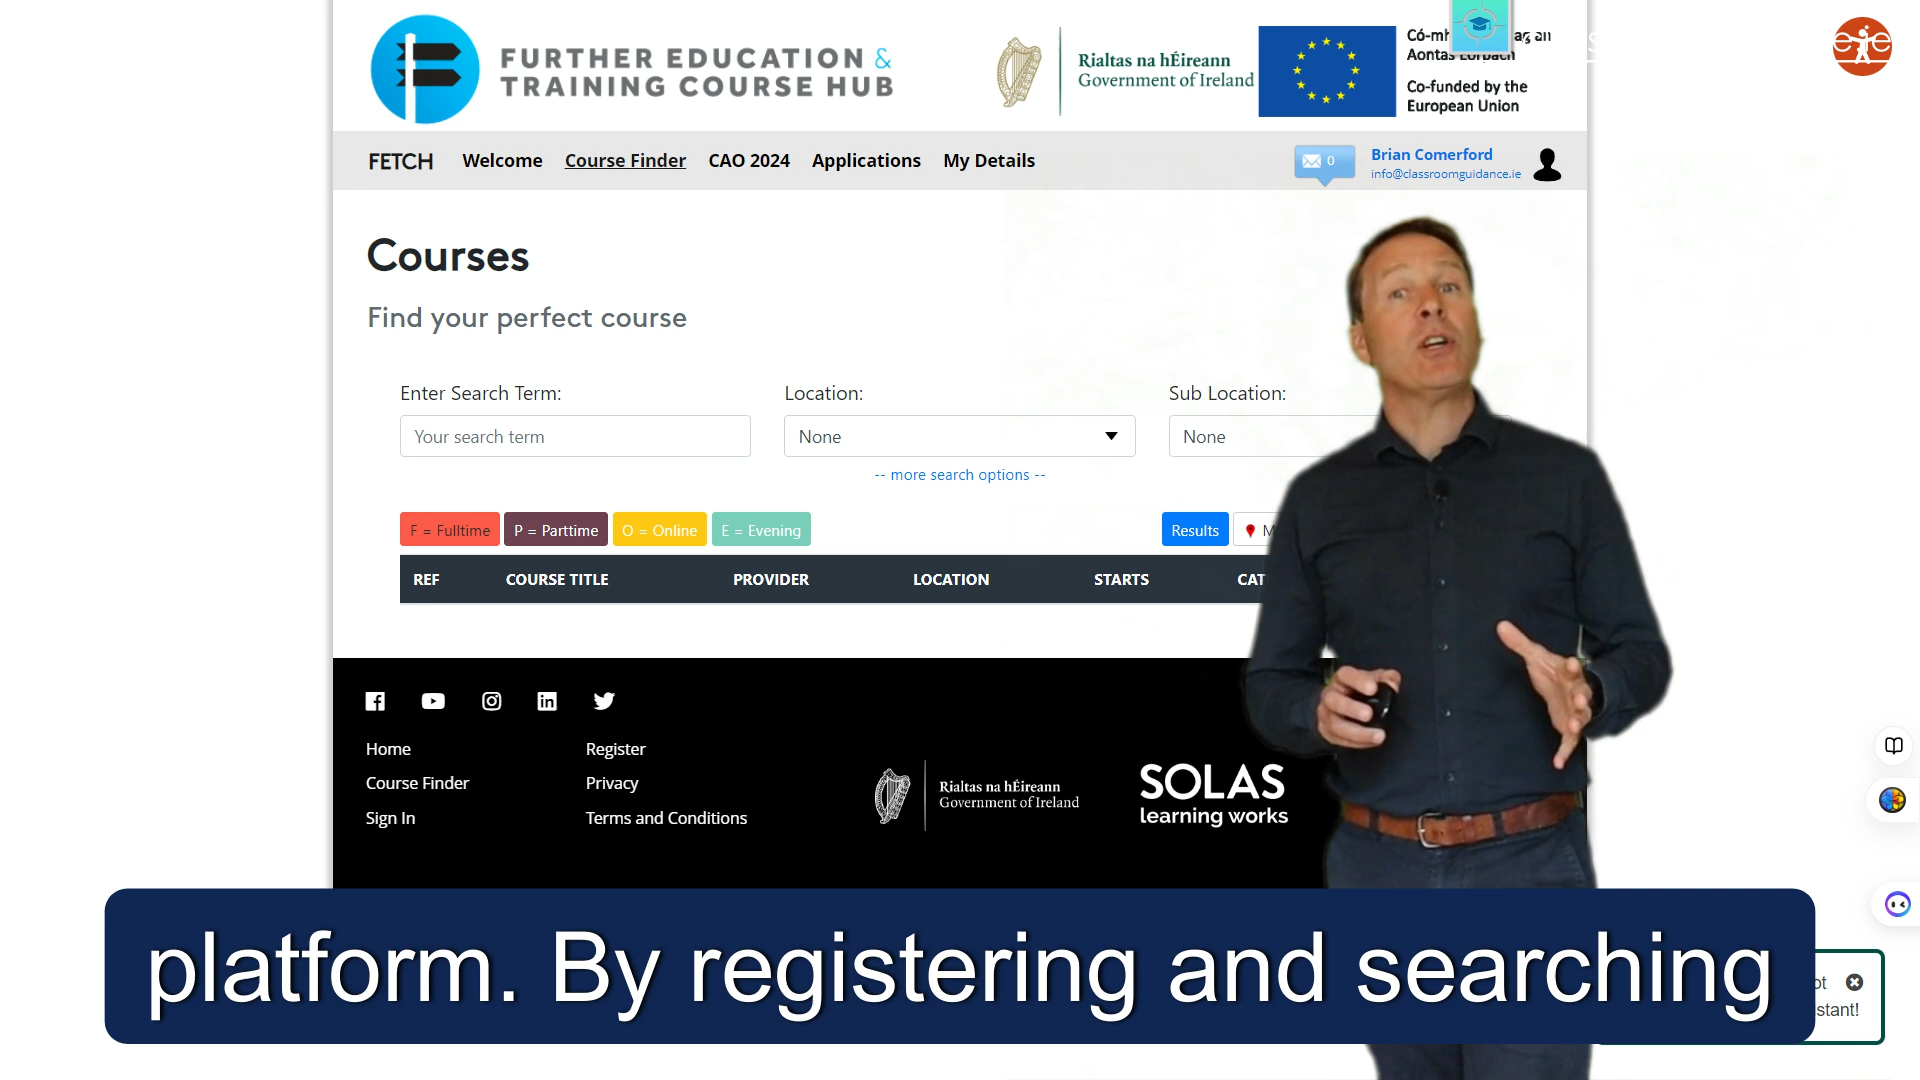 FURTHER EDUCATION &
TRAINING COURSE HUB
Rialtas na hÉireann
Government of Ireland
Aontas Eorpach
Co-funded by the
European Union
ete
FETCH
Welcome
Course Finder
CAO 2024
Applications
My Details
0
Brian Comerford
info@classroomguidance.ie
Courses
Find your perfect course
Enter Search Term:
Location:
Sub Location:
Your search term
None
None
-- more search options --
F = Fulltime
P = Parttime
O = Online
E = Evening
Results
REF
COURSE TITLE
PROVIDER
LOCATION
STARTS
CAT
Home
Register
Course Finder
Privacy
Sign In
Terms and Conditions
Rialtas na hÉireann
Government of Ireland
SOLAS
learning works
platform. By registering and searching